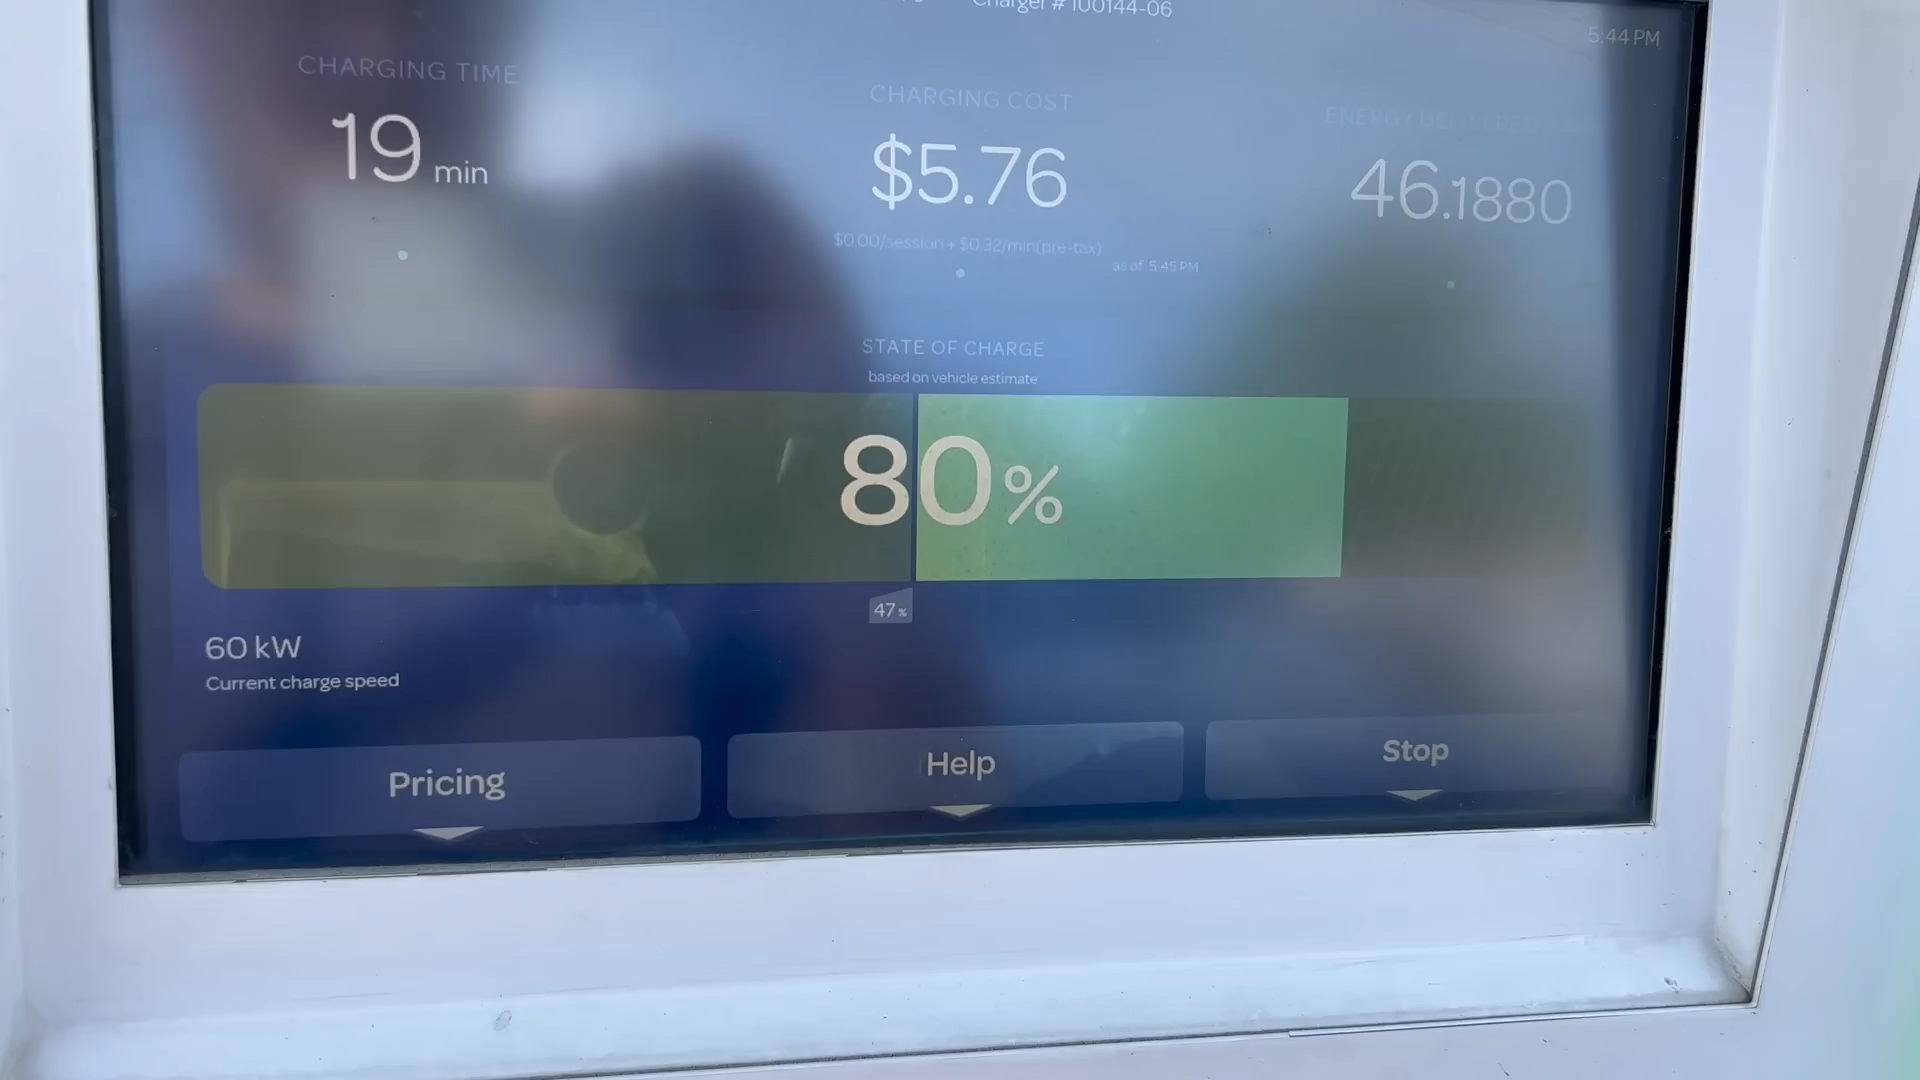 Charger # 100144-06
5:44 PM
CHARGING TIME
19 min
CHARGING COST
$5.76
$0.00/session + $0.32/min(pre-tax)
as of 5:45 PM
ENERGY DELIVERED
46.1880
STATE OF CHARGE
based on vehicle estimate
80%
47%
60 kW
Current charge speed
Pricing
Help
Stop